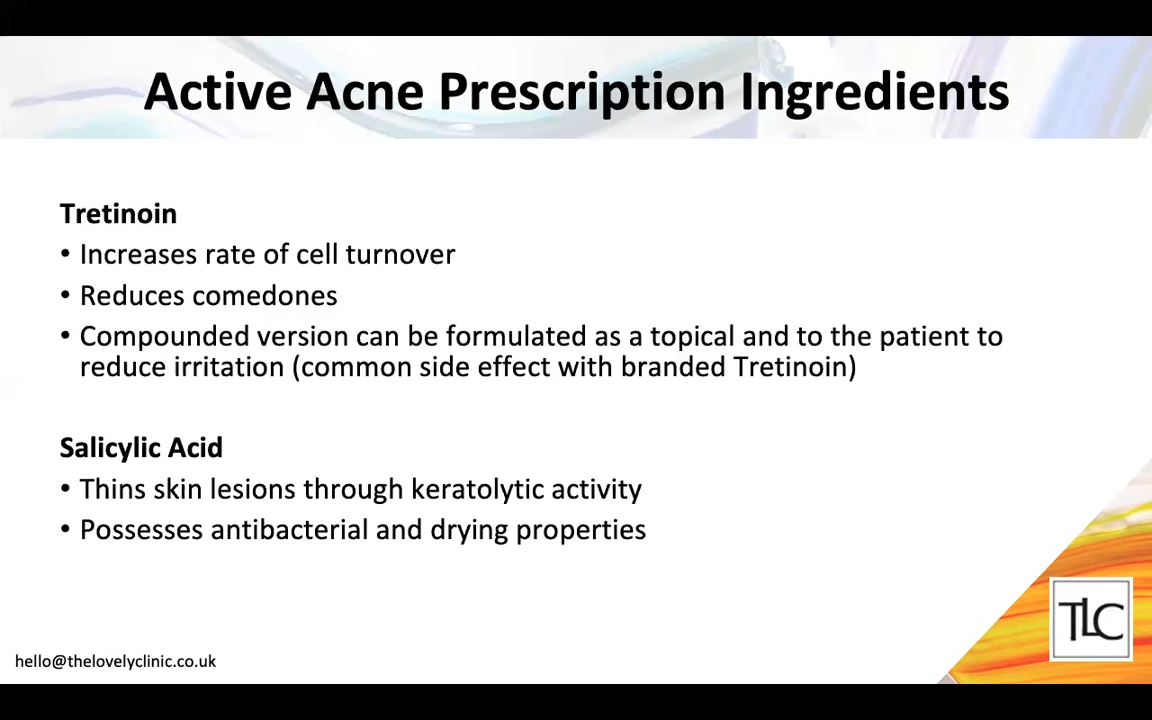 Active Acne Prescription Ingredients
Tretinoin
• Increases rate of cell turnover
• Reduces comedones
• Compounded version can be formulated as a topical and to the patient to
reduce irritation (common side effect with branded Tretinoin)
Salicylic Acid
• Thins skin lesions through keratolytic activity
• Possesses antibacterial and drying properties
TLC
hello@thelovelyclinic.co.uk